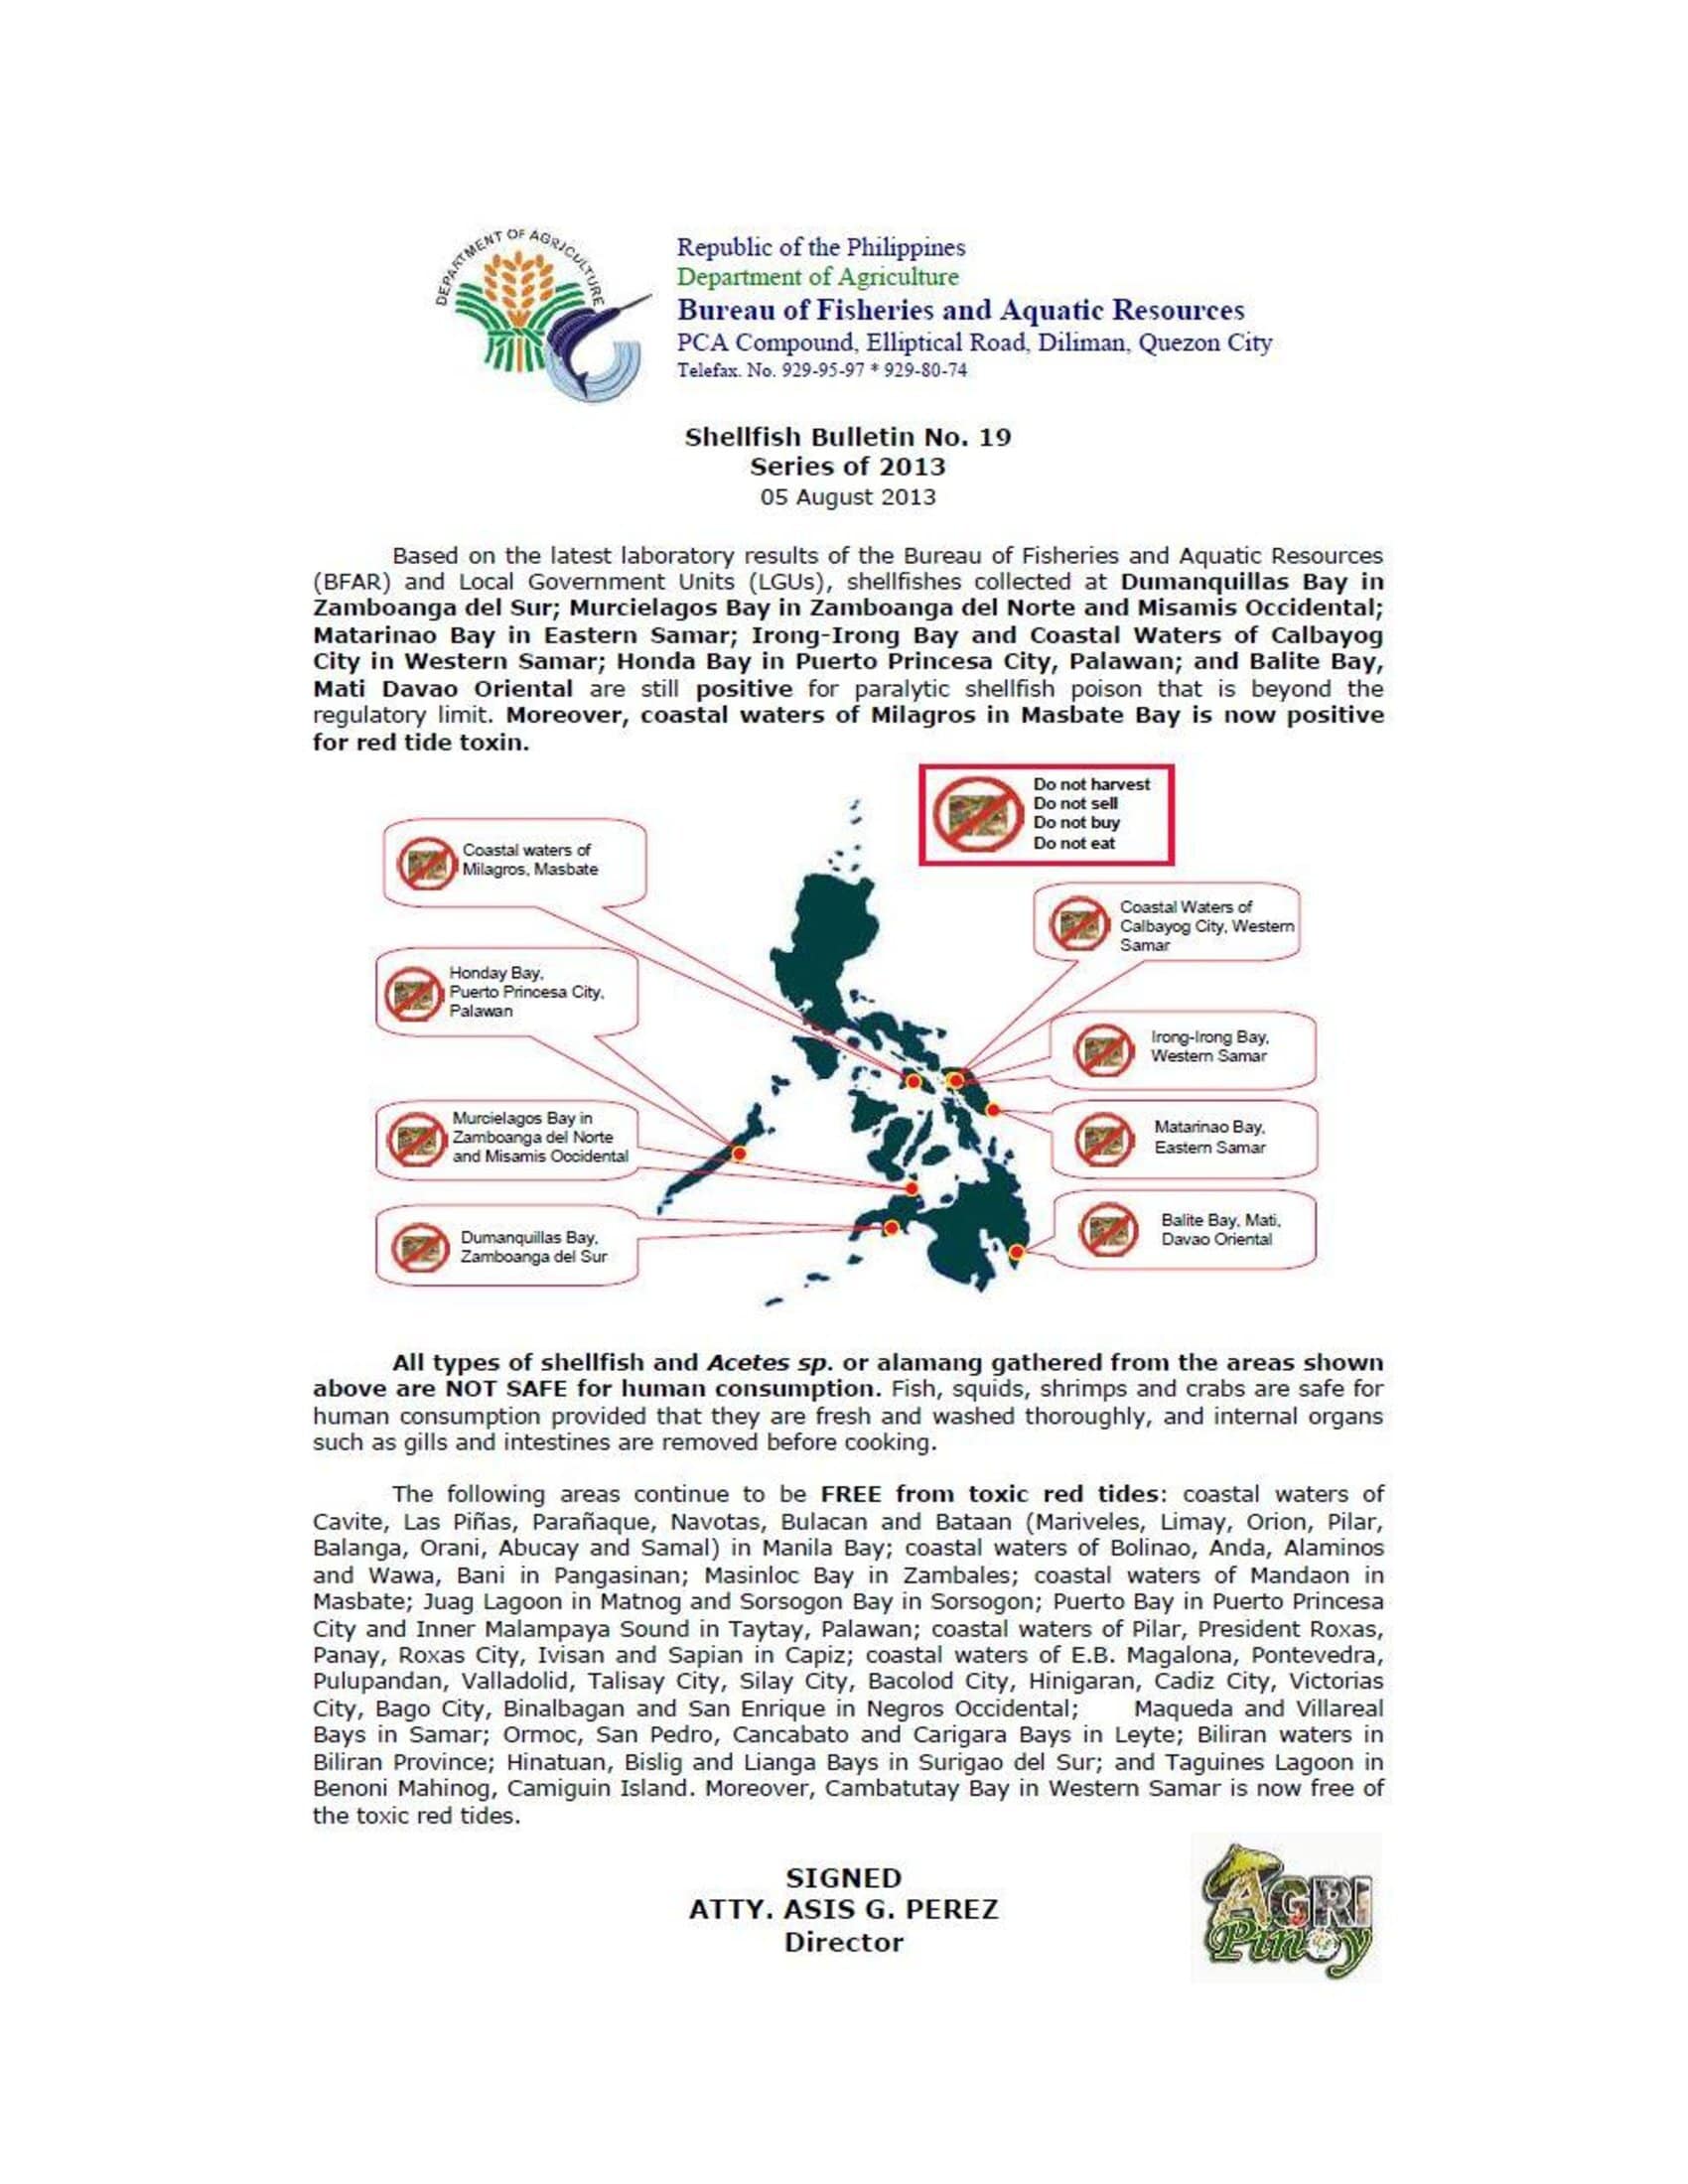 DEPARTMENT OF AGRICULTURE
Republic of the Philippines
Department of Agriculture
Bureau of Fisheries and Aquatic Resources
PCA Compound, Elliptical Road, Diliman, Quezon City
Telefax. No. 929-95-97 * 929-80-74
Shellfish Bulletin No. 19
Series of 2013
05 August 2013
Based on the latest laboratory results of the Bureau of Fisheries and Aquatic Resources
(BFAR) and Local Government Units (LGUs), shellfishes collected at Dumanquillas Bay in
Zamboanga del Sur; Murcielagos Bay in Zamboanga del Norte and Misamis Occidental;
Matarinao Bay in Eastern Samar; Irong-Irong Bay and Coastal Waters of Calbayog
City in Western Samar; Honda Bay in Puerto Princesa City, Palawan; and Balite Bay,
Mati Davao Oriental are still positive for paralytic shellfish poison that is beyond the
regulatory limit. Moreover, coastal waters of Milagros in Masbate Bay is now positive
for red tide toxin.
Do not harvest
Do not sell
Do not buy
Do not eat
Coastal waters of
Milagros, Masbate
Honday Bay,
Puerto Princesa City,
Palawan
Murcielagos Bay in
Zamboanga del Norte
and Misamis Occidental
Dumanquillas Bay,
Zamboanga del Sur
Coastal Waters of
Calbayog City, Western
Samar
Irong-Irong Bay,
Western Samar
Matarinao Bay,
Eastern Samar
Balite Bay, Mati,
Davao Oriental
All types of shellfish and Acetes sp. or alamang gathered from the areas shown
above are NOT SAFE for human consumption. Fish, squids, shrimps and crabs are safe for
human consumption provided that they are fresh and washed thoroughly, and internal organs
such as gills and intestines are removed before cooking.
The following areas continue to be FREE from toxic red tides: coastal waters of
Cavite, Las Piñas, Parañaque, Navotas, Bulacan and Bataan (Mariveles, Limay, Orion, Pilar,
Balanga, Orani, Abucay and Samal) in Manila Bay; coastal waters of Bolinao, Anda, Alaminos
and Wawa, Bani in Pangasinan; Masinloc Bay in Zambales; coastal waters of Mandaon in
Masbate; Juag Lagoon in Matnog and Sorsogon Bay in Sorsogon; Puerto Bay in Puerto Princesa
City and Inner Malampaya Sound in Taytay, Palawan; coastal waters of Pilar, President Roxas,
Panay, Roxas City, Ivisan and Sapian in Capiz; coastal waters of E.B. Magalona, Pontevedra,
Pulupandan, Valladolid, Talisay City, Silay City, Bacolod City, Hinigaran, Cadiz City, Victorias
City, Bago City, Binalbagan and San Enrique in Negros Occidental; Maqueda and Villareal
Bays in Samar; Ormoc, San Pedro, Cancabato and Carigara Bays in Leyte; Biliran waters in
Biliran Province; Hinatuan, Bislig and Lianga Bays in Surigao del Sur; and Taguines Lagoon in
Benoni Mahinog, Camiguin Island. Moreover, Cambatutay Bay in Western Samar is now free of
the toxic red tides.
SIGNED
ATTY. ASIS G. PEREZ
Director
AGRI
Pinoy